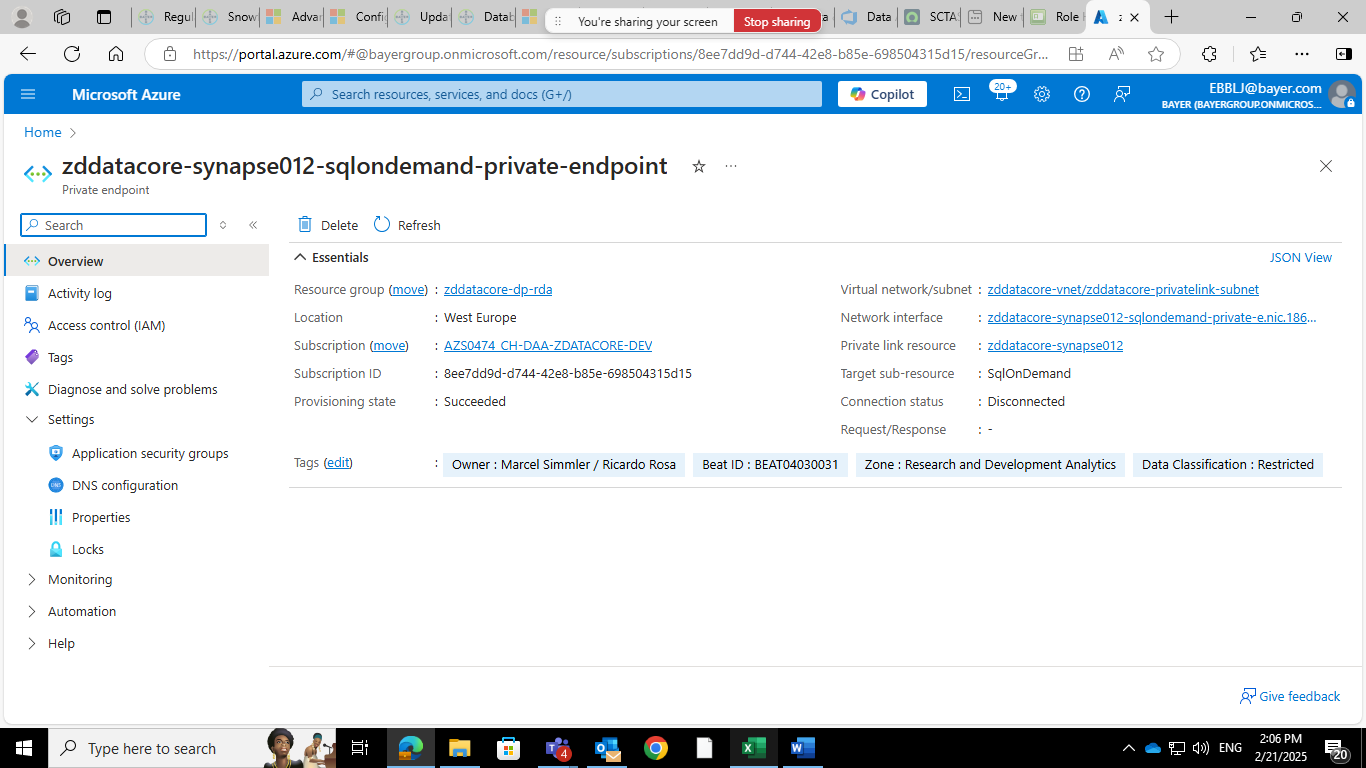 Regul
Snow
Adva
Config
Upda
Datab
You're sharing your screen
Stop sharing
Data
SCTAS
New
Role
https://portal.azure.com/#@bayergroup.onmicrosoft.com/resource/subscriptions/8ee7dd9d-d744-42e8-b85e-698504315d15/resourceGr...
Microsoft Azure
Search resources, services, and docs (G+/)
Copilot
20+
EBBLJ@bayer.com
BAYER (BAYERGROUP.ONMICROS...
Home
zddatacore-synapse012-sqlondemand-private-endpoint
Private endpoint
Search
Delete
Refresh
Overview
Activity log
Access control (IAM)
Tags
Diagnose and solve problems
Settings
Application security groups
DNS configuration
Properties
Locks
Monitoring
Automation
Help
Essentials
JSON View
Resource group (move) : zddatacore-dp-rda
Location : West Europe
Subscription (move) : AZS0474_CH-DAA-ZDATACORE-DEV
Subscription ID : 8ee7dd9d-d744-42e8-b85e-698504315d15
Provisioning state : Succeeded
Virtual network/subnet : zddatacore-vnet/zddatacore-privatelink-subnet
Network interface : zddatacore-synapse012-sqlondemand-private-e.nic.186...
Private link resource : zddatacore-synapse012
Target sub-resource : SqlOnDemand
Connection status : Disconnected
Request/Response : -
Tags (edit) : Owner : Marcel Simmler / Ricardo Rosa Beat ID : BEAT04030031 Zone : Research and Development Analytics Data Classification : Restricted
Give feedback
Type here to search
4
ENG
2:06 PM
2/21/2025
20